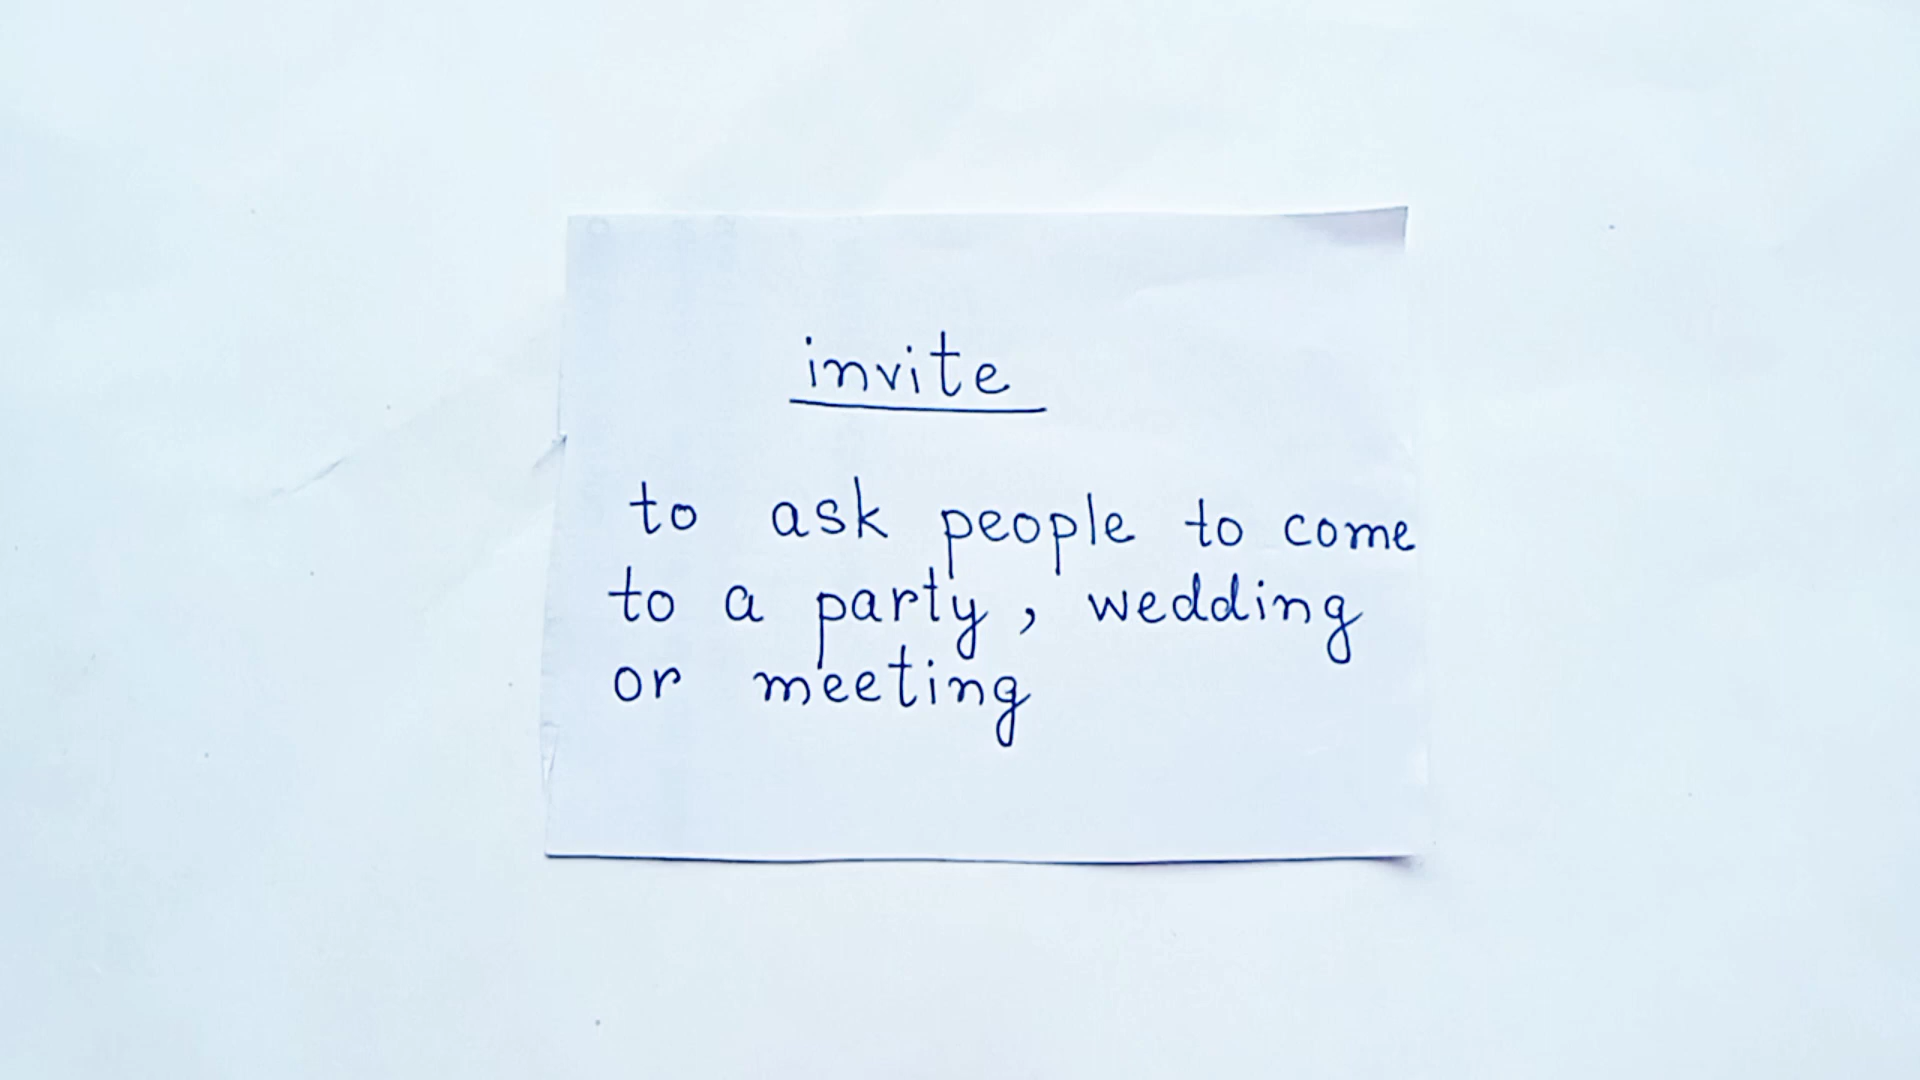 invite
to ask people to come
to a party, wedding
or meeting